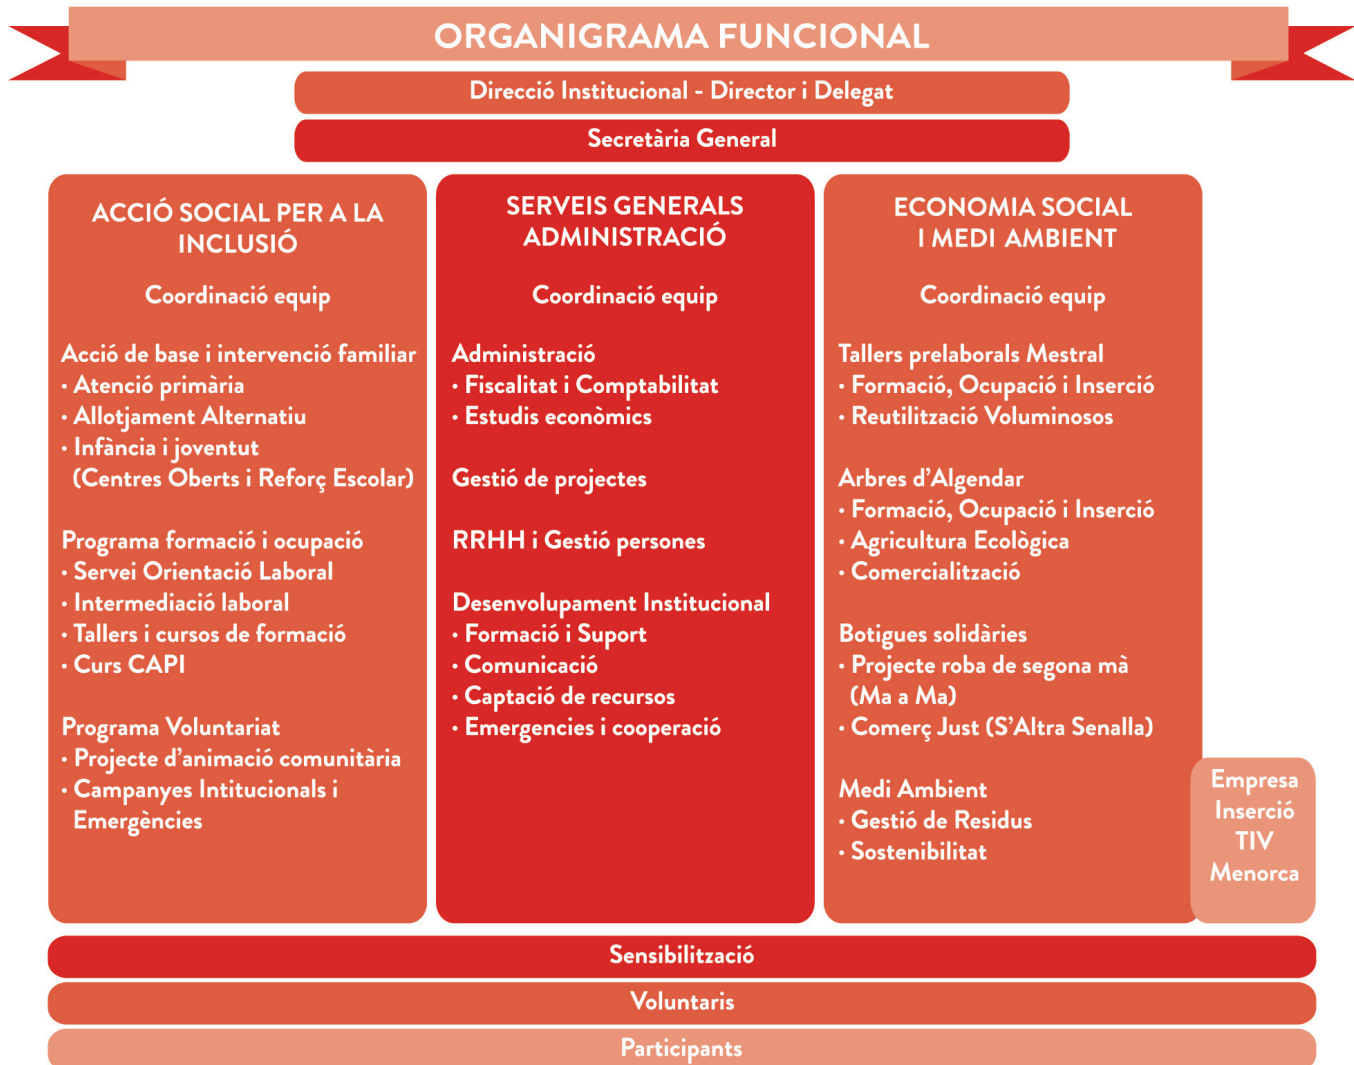 ORGANIGRAMA FUNCIONAL
Direcció Institucional - Director i Delegat
Secretària General
ACCIÓ SOCIAL PER A LA
INCLUSIÓ
Coordinació equip
Acció de base i intervenció familiar
· Atenció primària
· Allotjament Alternatiu
· Infància i joventut
(Centres Oberts i Reforç Escolar)
Programa formació i ocupació
· Servei Orientació Laboral
· Intermediació laboral
· Tallers i cursos de formació
· Curs CAPI
Programa Voluntariat
· Projecte d'animació comunitària
· Campanyes Intitucionals i
Emergències
SERVEIS GENERALS
ADMINISTRACIÓ
Coordinació equip
Administració
· Fiscalitat i Comptabilitat
· Estudis econòmics
Gestió de projectes
RRHH i Gestió persones
Desenvolupament Institucional
· Formació i Suport
· Comunicació
· Captació de recursos
· Emergencies i cooperació
ECONOMIA SOCIAL
I MEDI AMBIENT
Coordinació equip
Tallers prelaborals Mestral
· Formació, Ocupació i Inserció
· Reutilització Voluminosos
Arbres d'Algendar
· Formació, Ocupació i Inserció
· Agricultura Ecològica
· Comercialització
Botigues solidàries
· Projecte roba de segona mà
(Ma a Ma)
· Comerç Just (S'Altra Senalla)
Medi Ambient
· Gestió de Residus
· Sostenibilitat
Empresa
Inserció
TIV
Menorca
Sensibilització
Voluntaris
Participants